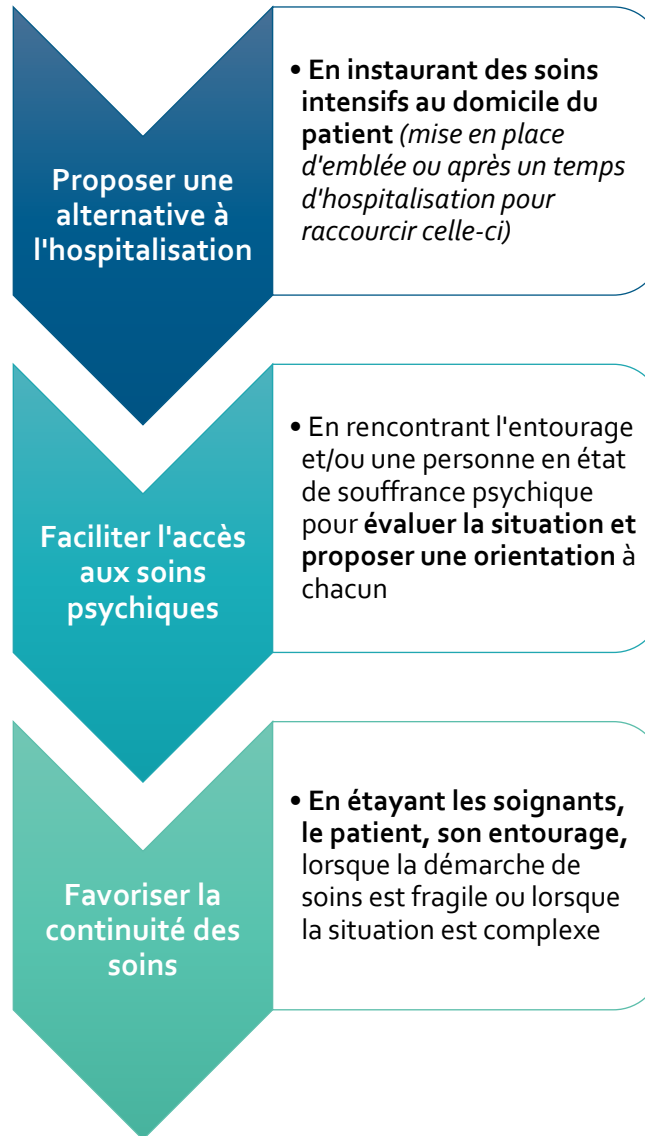 Proposer une
alternative à
l'hospitalisation
• En instaurant des soins
intensifs au domicile du
patient (mise en place
d'emblée ou après un temps
d'hospitalisation pour
raccourcir celle-ci)
Faciliter l'accès
aux soins
psychiques
• En rencontrant l'entourage
et/ou une personne en état
de souffrance psychique
pour évaluer la situation et
proposer une orientation à
chacun
Favoriser la
continuité des
soins
• En étayant les soignants,
le patient, son entourage,
lorsque la démarche de
soins est fragile ou lorsque
la situation est complexe